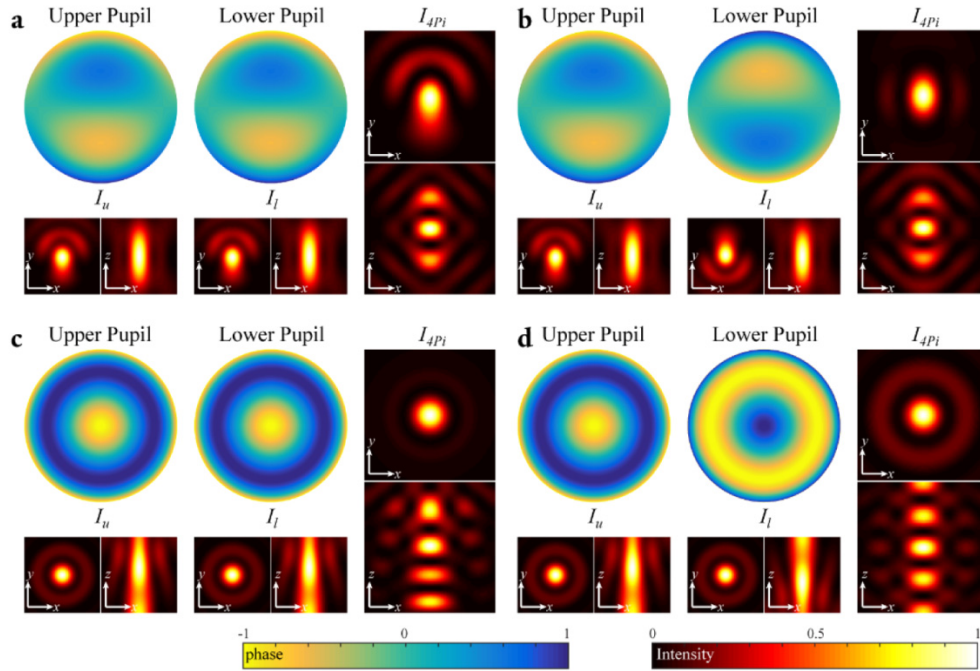 a Upper Pupil Lower Pupil I4Pi
y x
Iu Il
y x z x y x z x z x
b Upper Pupil Lower Pupil I4Pi
y x
Iu Il
y x z x y x z x z x
c Upper Pupil Lower Pupil I4Pi
y x
Iu Il
y x z x y x z x z x
d Upper Pupil Lower Pupil I4Pi
y x
Iu Il
y x z x y x z x z x
-1 0 1
phase
0 0.5 1
Intensity